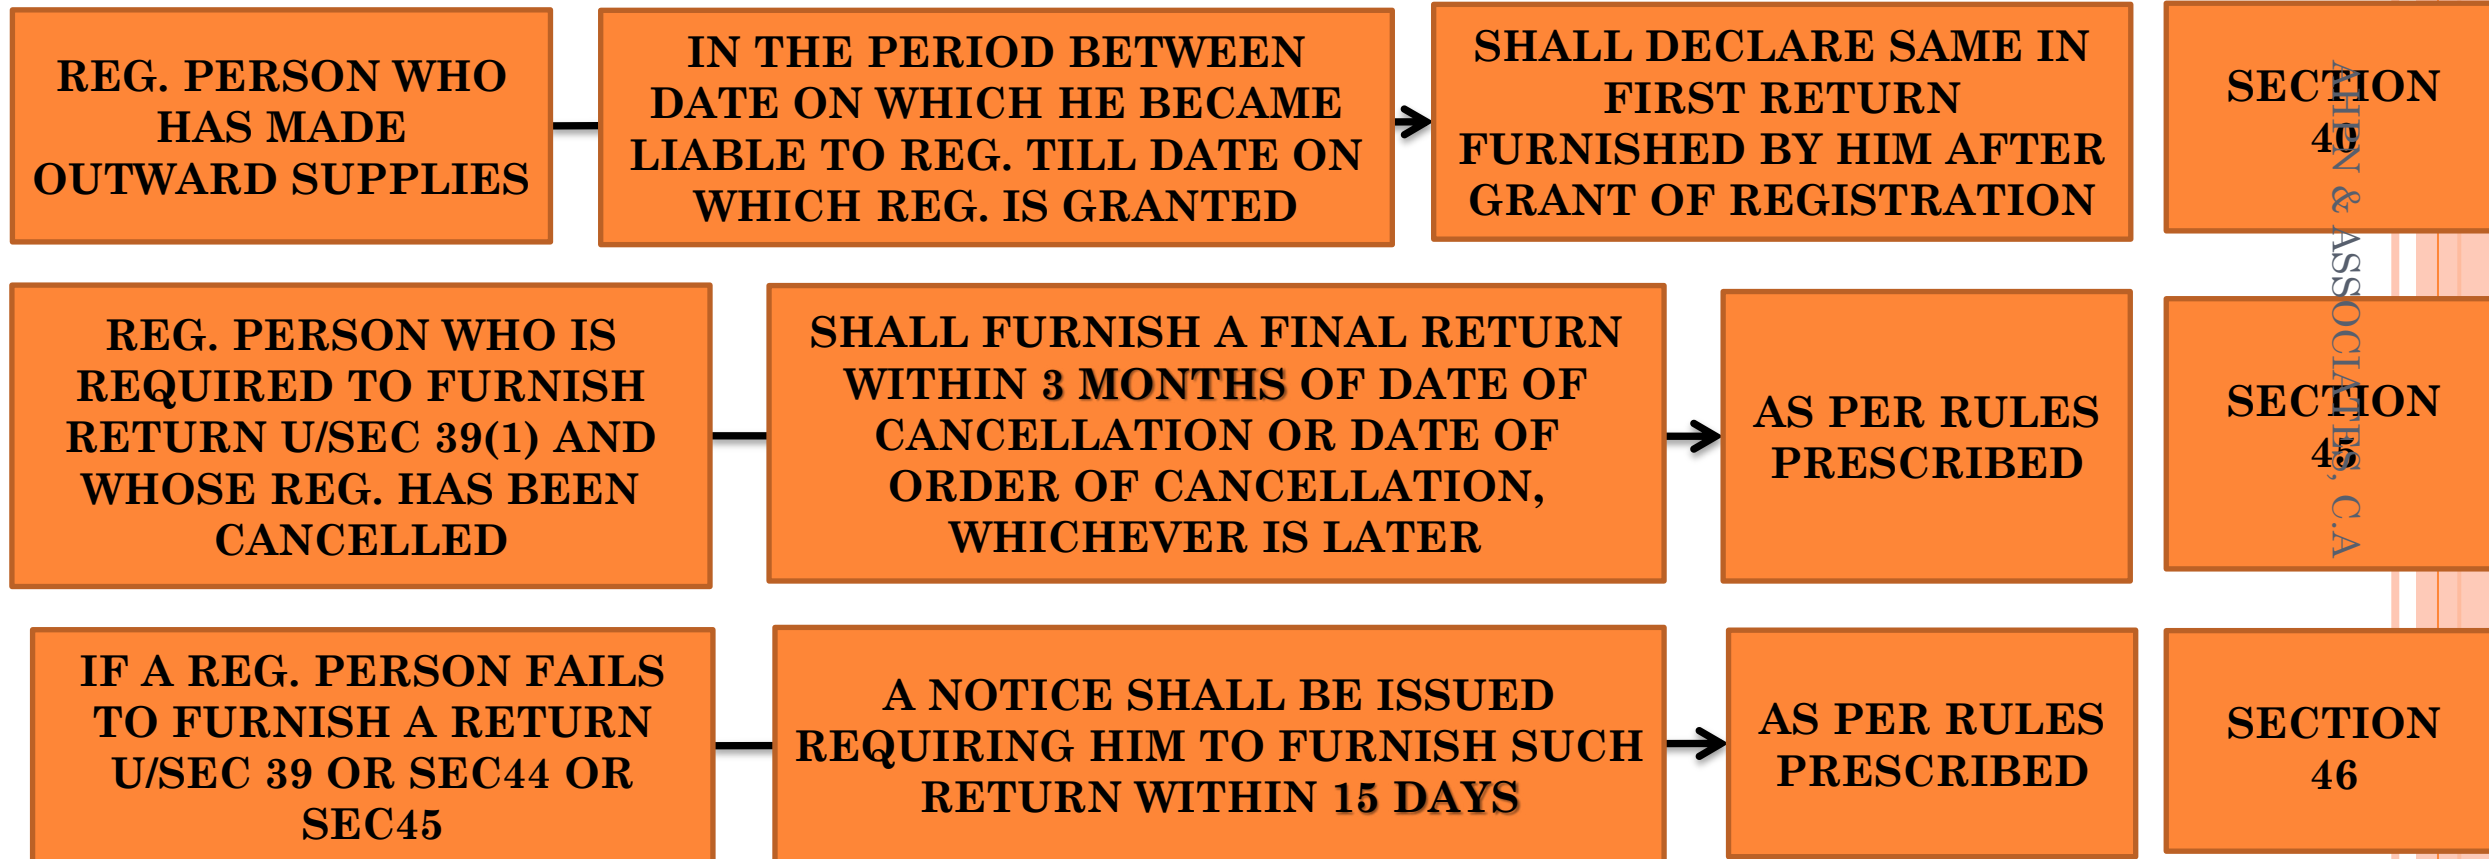 REG. PERSON WHO
HAS MADE
OUTWARD SUPPLIES
IN THE PERIOD BETWEEN
DATE ON WHICH HE BECAME
LIABLE TO REG. TILL DATE ON
WHICH REG. IS GRANTED
SHALL DECLARE SAME IN
FIRST RETURN
FURNISHED BY HIM AFTER
GRANT OF REGISTRATION
SECTION
40
REG. PERSON WHO IS
REQUIRED TO FURNISH
RETURN U/SEC 39(1) AND
WHOSE REG. HAS BEEN
CANCELLED
SHALL FURNISH A FINAL RETURN
WITHIN 3 MONTHS OF DATE OF
CANCELLATION OR DATE OF
ORDER OF CANCELLATION,
WHICHEVER IS LATER
AS PER RULES
PRESCRIBED
SECTION
45
IF A REG. PERSON FAILS
TO FURNISH A RETURN
U/SEC 39 OR SEC44 OR
SEC45
A NOTICE SHALL BE ISSUED
REQUIRING HIM TO FURNISH SUCH
RETURN WITHIN 15 DAYS
AS PER RULES
PRESCRIBED
SECTION
46
& ASSOCIATES, C.A